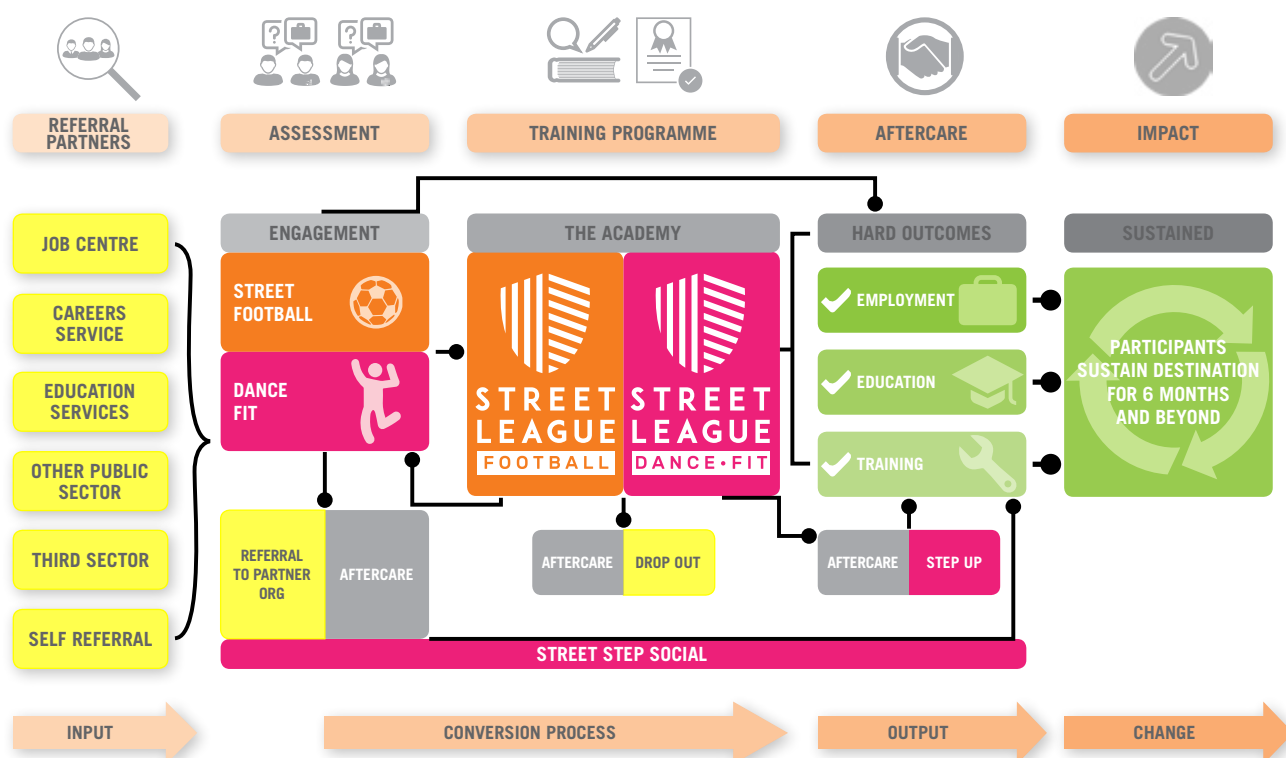 REFERRAL
PARTNERS
ASSESSMENT
TRAINING PROGRAMME
AFTERCARE
IMPACT
JOB CENTRE
CAREERS
SERVICE
EDUCATION
SERVICES
OTHER PUBLIC
SECTOR
THIRD SECTOR
SELF REFERRAL
ENGAGEMENT
STREET
FOOTBALL
DANCE
FIT
REFERRAL
TO PARTNER
ORG
AFTERCARE
THE ACADEMY
STREET
LEAGUE
FOOTBALL
STREET
LEAGUE
DANCE•FIT
AFTERCARE
DROP OUT
HARD OUTCOMES
EMPLOYMENT
EDUCATION
TRAINING
AFTERCARE
STEP UP
SUSTAINED
PARTICIPANTS
SUSTAIN DESTINATION
FOR 6 MONTHS
AND BEYOND
STREET STEP SOCIAL
INPUT
CONVERSION PROCESS
OUTPUT
CHANGE